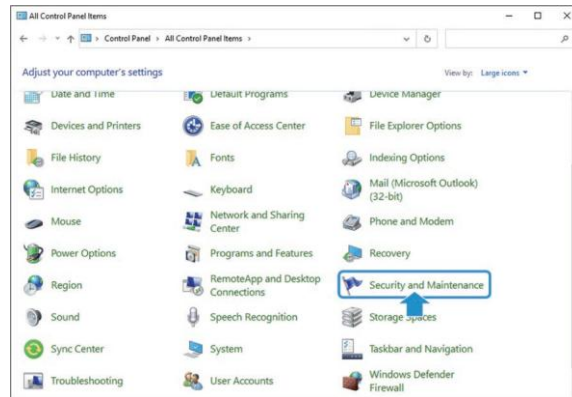 All Control Panel Items
Control Panel > All Control Panel Items >
Adjust your computer's settings
View by: Large icons
Date and Time
Default Programs
Device Manager
Devices and Printers
Ease of Access Center
File Explorer Options
File History
Fonts
Indexing Options
Internet Options
Keyboard
Mail (Microsoft Outlook)
(32-bit)
Mouse
Network and Sharing
Center
Phone and Modem
Power Options
Programs and Features
Recovery
Region
RemoteApp and Desktop
Connections
Security and Maintenance
Sound
Speech Recognition
Storage Spaces
Sync Center
System
Taskbar and Navigation
Troubleshooting
User Accounts
Windows Defender
Firewall